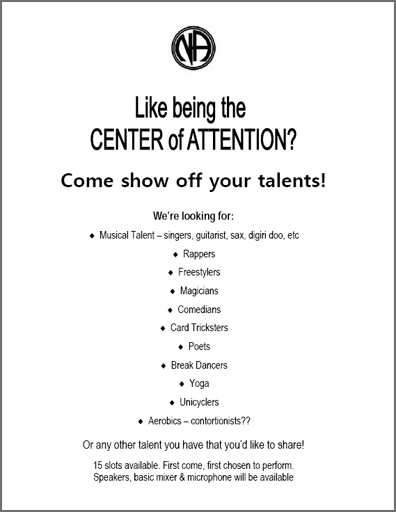 NA
Like being the
CENTER of ATTENTION?
Come show off your talents!
We're looking for:
♦ Musical Talent – singers, guitarist, sax, digiri doo, etc
♦ Rappers
♦ Freestylers
♦ Magicians
♦ Comedians
♦ Card Tricksters
♦ Poets
♦ Break Dancers
♦ Yoga
♦ Unicyclers
♦ Aerobics – contortionists??
Or any other talent you have that you'd like to share!
15 slots available. First come, first chosen to perform.
Speakers, basic mixer & microphone will be available